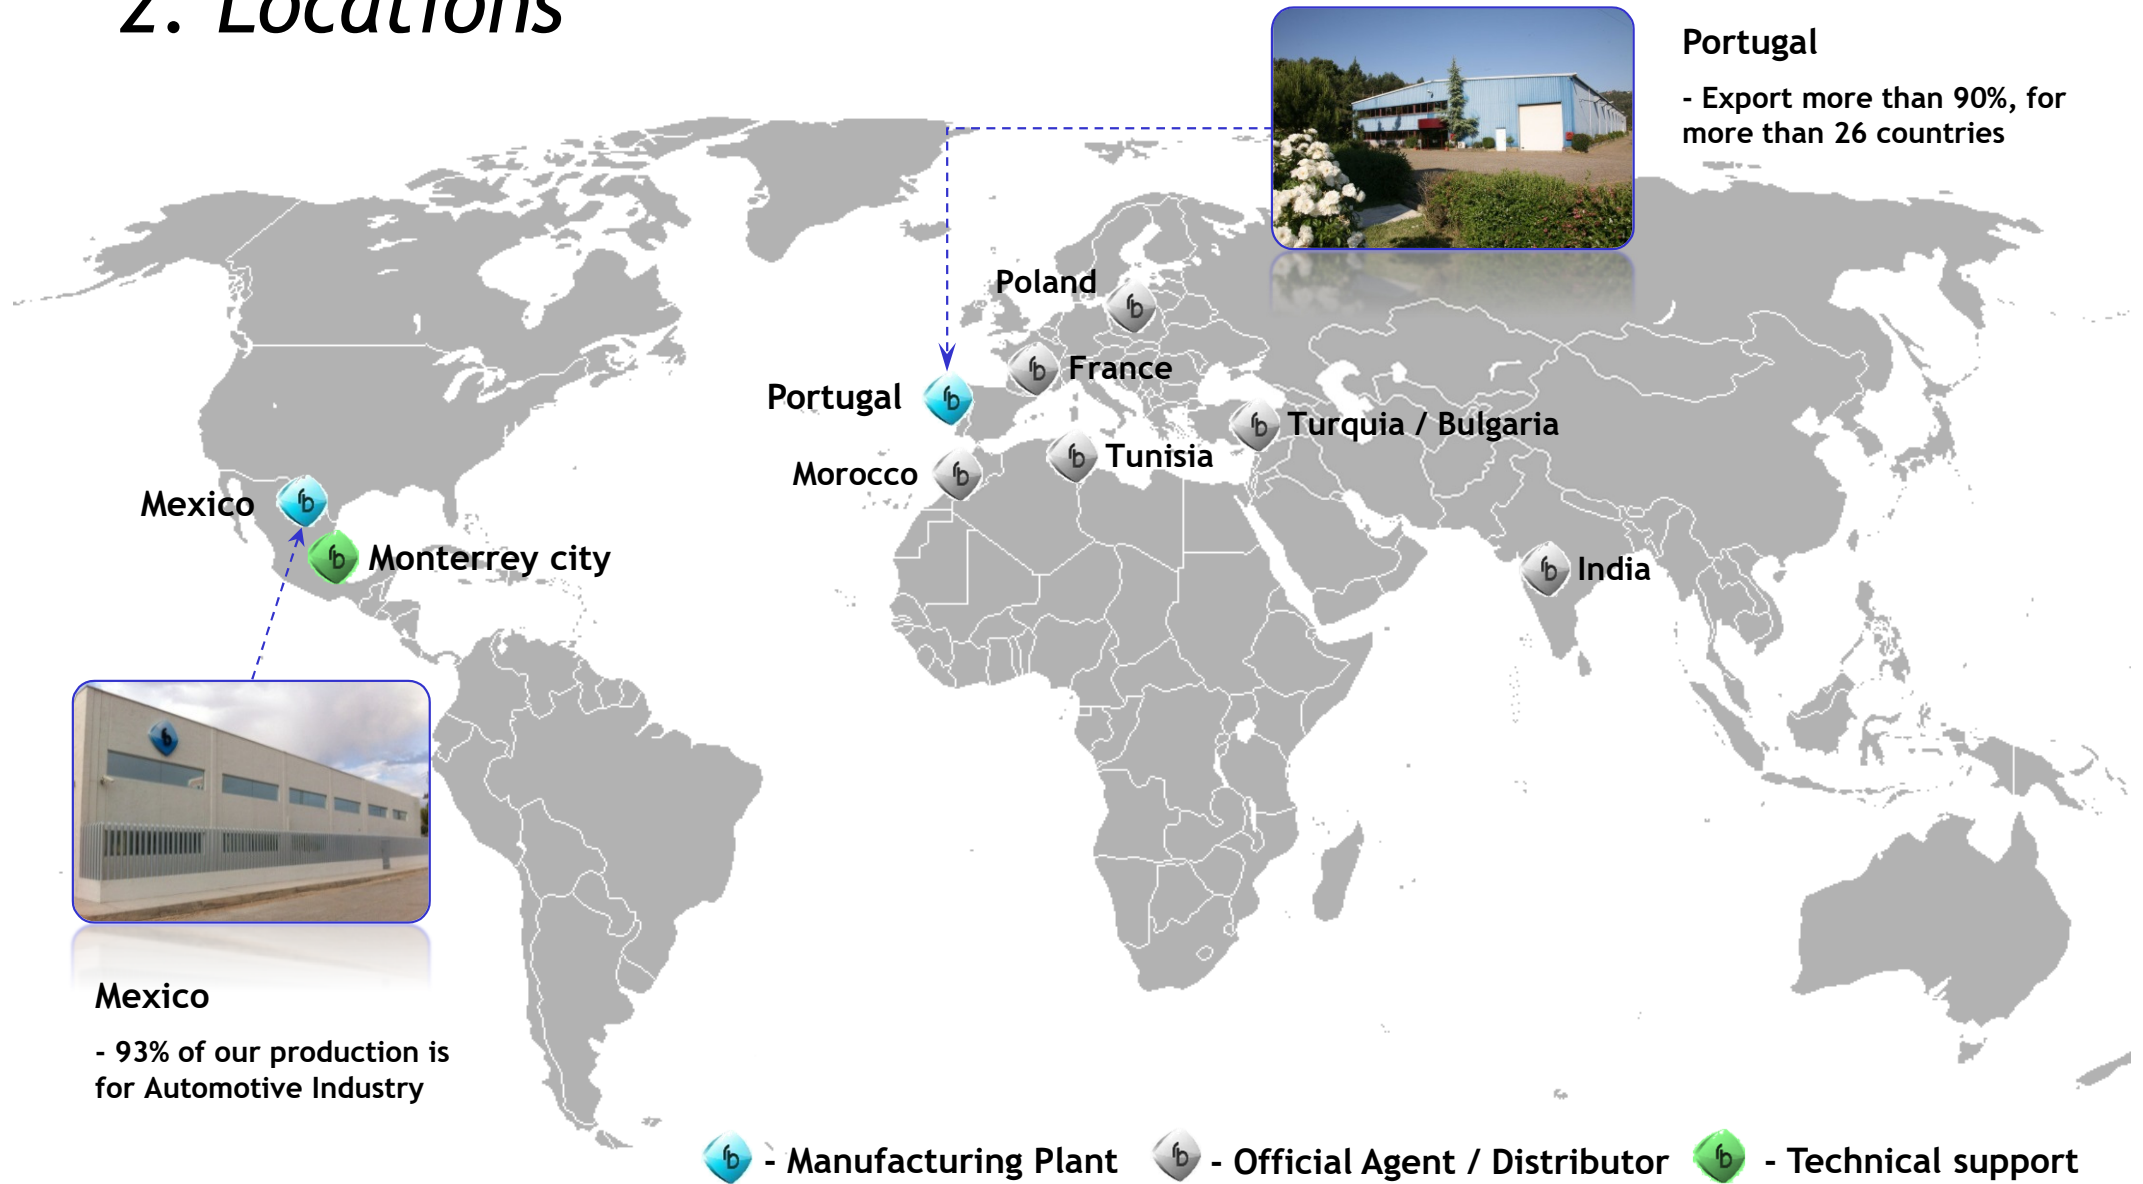 2. Locations
Portugal
- Export more than 90%, for
more than 26 countries
Poland
France
Portugal
Turquia / Bulgaria
Tunisia
Morocco
Mexico
Monterrey city
India
Mexico
- 93% of our production is
for Automotive Industry
- Manufacturing Plant
- Official Agent / Distributor
- Technical support